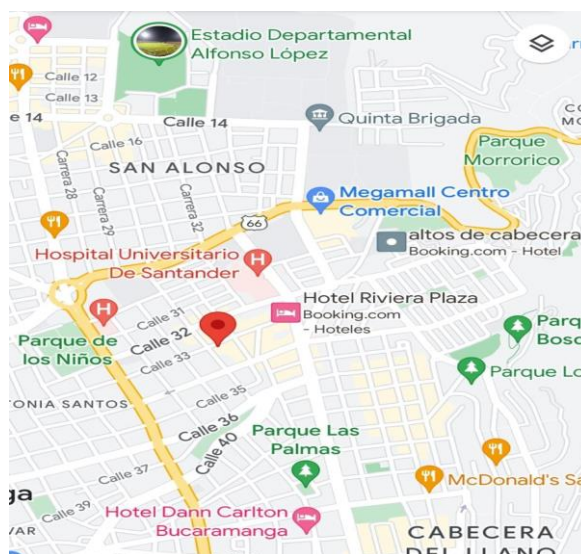 Estadio Departamental
Alfonso López
Calle 12
Calle 13
e 14
Calle 14
Quinta Brigada
Calle 16
Parque
Morrorico
SAN ALONSO
Carrera 28
Carrera 29
Carrera 32
66
Megamall Centro
Comercial
altos de cabecera
Booking.com - Hotel
Hospital Universitario
De Santander
H
H
Hotel Riviera Plaza
Booking.com
- Hoteles
Calle 31
Calle 32
Calle 33
Parque de
los Niños
Parq
Bosq
Parque Lo
ONIA SANTOS
Calle 35
Calle 36
Calle 40
Parque Las
Palmas
Calle 37
McDonald's Sa
ga
Calle 39
VAR
Hotel Dann Carlton
Bucaramanga
CABECERA
DEL LLANO